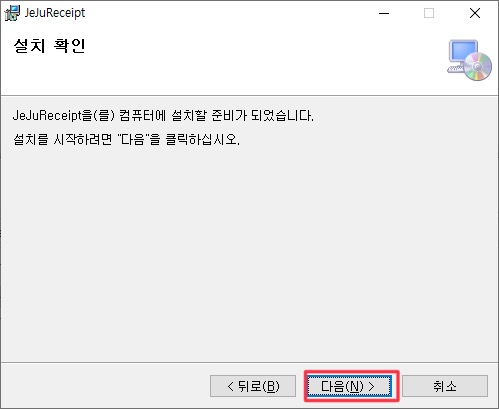 JeJuReceipt
설치 확인
JeJuReceipt을(를) 컴퓨터에 설치할 준비가 되었습니다.
설치를 시작하려면 "다음"을 클릭하십시오.
< 뒤로(B) 다음(N) > 취소